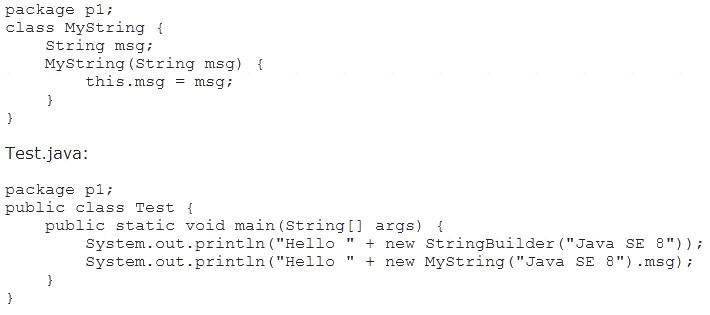 package p1;
class MyString {
    String msg;
    MyString(String msg) {
        this.msg = msg;
    }
}
Test.java:
package p1;
public class Test {
    public static void main(String[] args) {
        System.out.println("Hello " + new StringBuilder("Java SE 8"));
        System.out.println("Hello " + new MyString("Java SE 8").msg);
    }
}